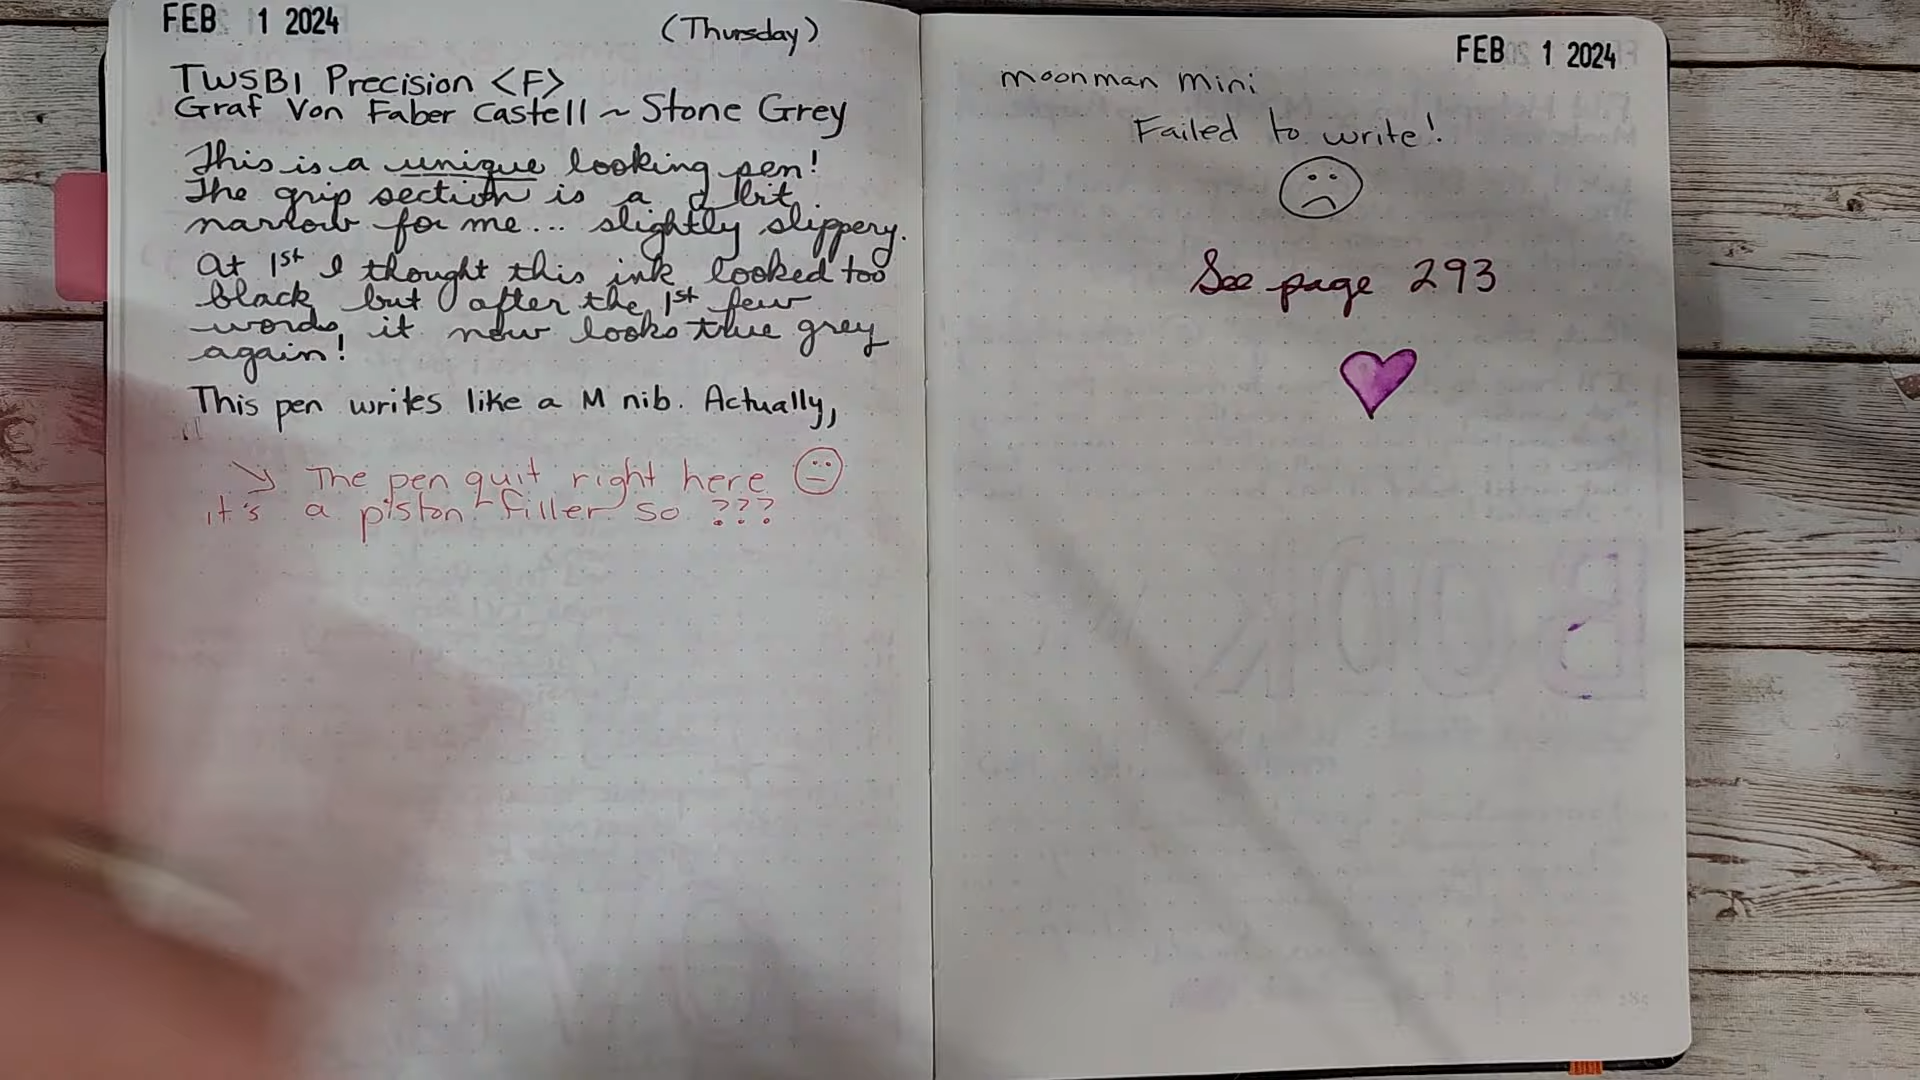 FEB 1 2024
(Thursday)
TWSBI Precision <F>
Graf Von Faber Castell ~ Stone Grey
This is a unique looking pen!
The grip section is a bit
narrow for me... slightly slippery.
At 1st I thought this ink looked too
black but after the 1st few
words, it now looks true grey
again!
This pen writes like a M nib. Actually,
↘ The pen quit right here
it's a piston filler so ???
FEB 1 2024
moonman mini
Failed to write!
See page 293